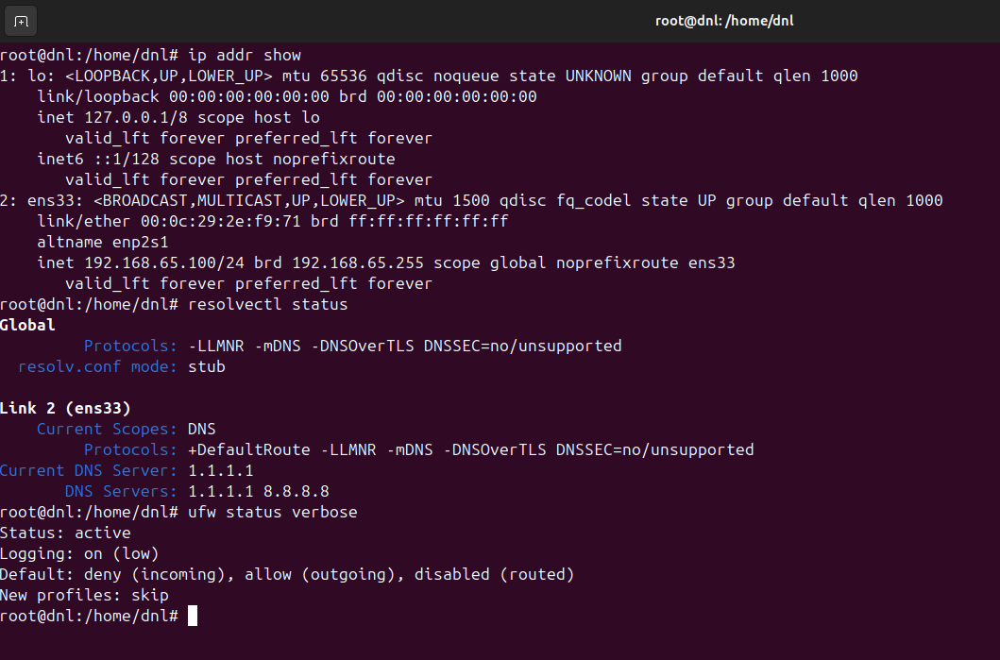 root@dnl: /home/dnl
root@dnl:/home/dnl# ip addr show
1: lo: <LOOPBACK,UP,LOWER_UP> mtu 65536 qdisc noqueue state UNKNOWN group default qlen 1000
    link/loopback 00:00:00:00:00:00 brd 00:00:00:00:00:00
    inet 127.0.0.1/8 scope host lo
       valid_lft forever preferred_lft forever
    inet6 ::1/128 scope host noprefixroute
       valid_lft forever preferred_lft forever
2: ens33: <BROADCAST,MULTICAST,UP,LOWER_UP> mtu 1500 qdisc fq_codel state UP group default qlen 1000
    link/ether 00:0c:29:2e:f9:71 brd ff:ff:ff:ff:ff:ff
    altname enp2s1
    inet 192.168.65.100/24 brd 192.168.65.255 scope global noprefixroute ens33
       valid_lft forever preferred_lft forever
root@dnl:/home/dnl# resolvectl status
Global
         Protocols: -LLMNR -mDNS -DNSOverTLS DNSSEC=no/unsupported
  resolv.conf mode: stub

Link 2 (ens33)
    Current Scopes: DNS
         Protocols: +DefaultRoute -LLMNR -mDNS -DNSOverTLS DNSSEC=no/unsupported
Current DNS Server: 1.1.1.1
       DNS Servers: 1.1.1.1 8.8.8.8
root@dnl:/home/dnl# ufw status verbose
Status: active
Logging: on (low)
Default: deny (incoming), allow (outgoing), disabled (routed)
New profiles: skip
root@dnl:/home/dnl#